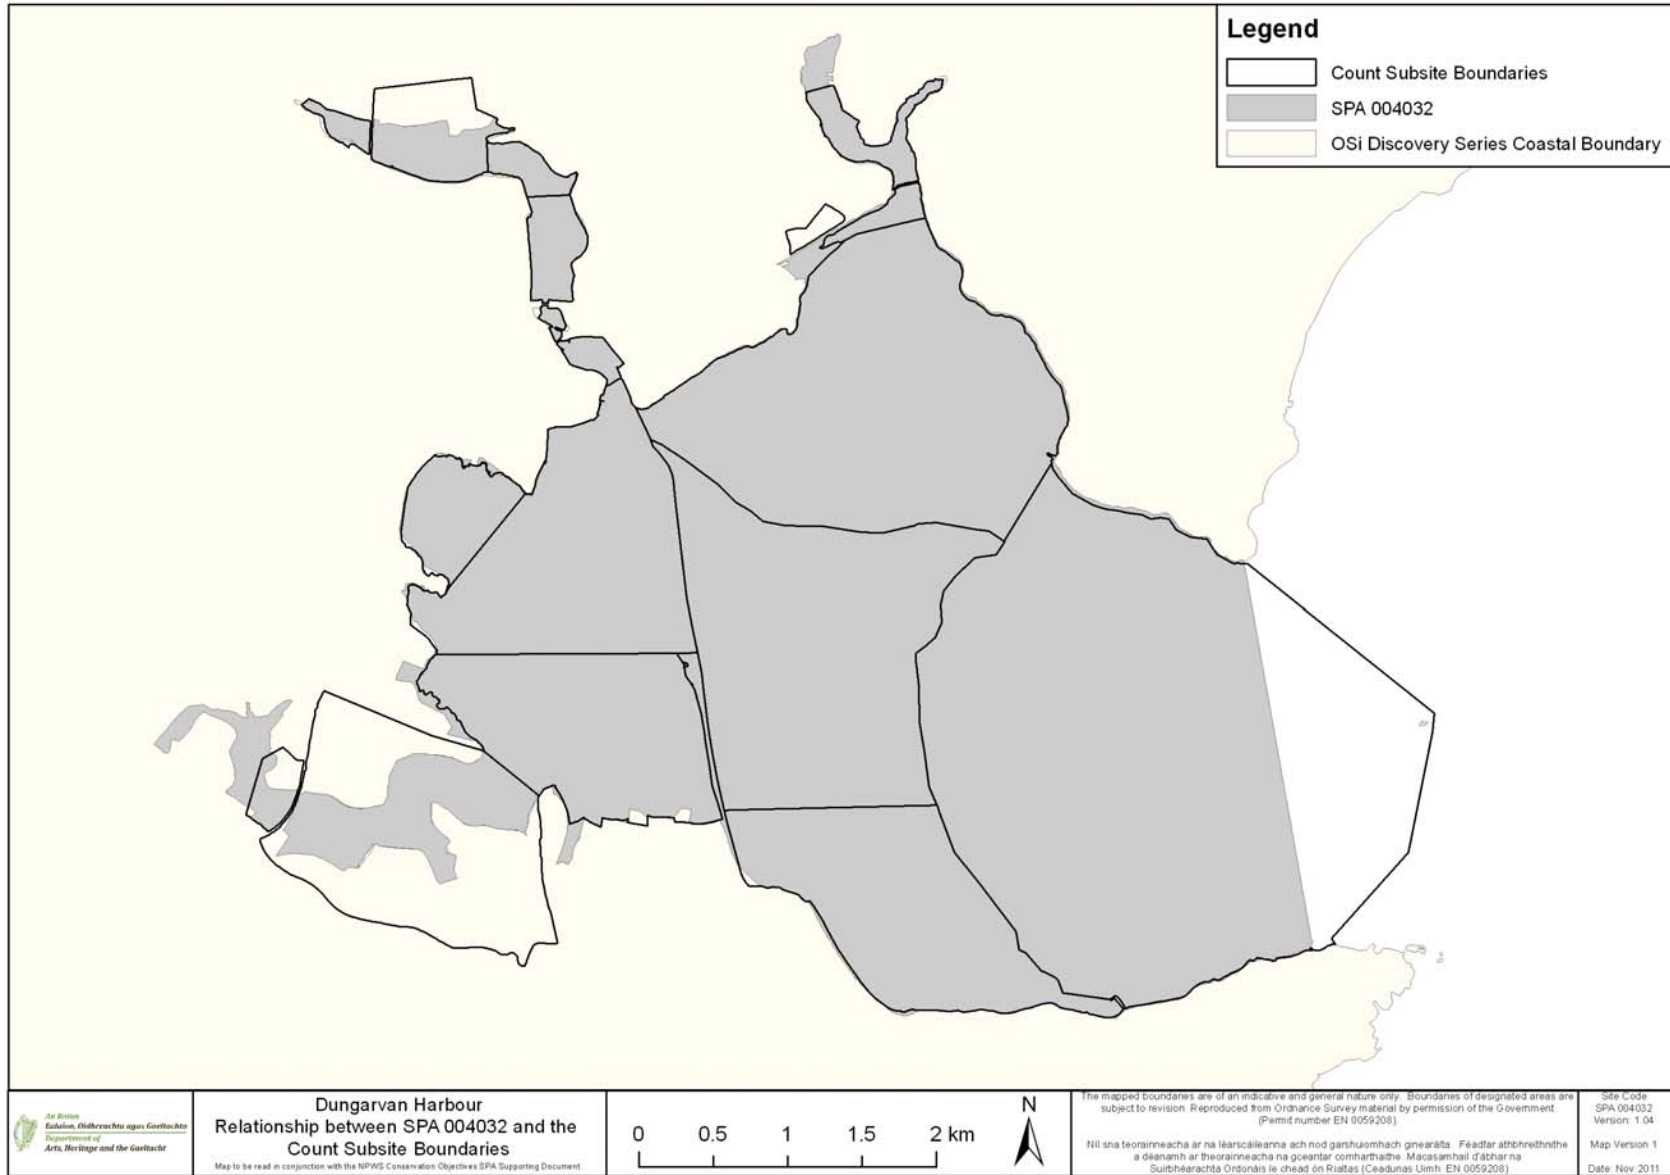 Legend
Count Subsite Boundaries
SPA 004032
OSi Discovery Series Coastal Boundary
An Roinn
Ealaíon, Oidhreachta agus Gaeltachta
Department of
Arts, Heritage and the Gaeltacht
Dungarvan Harbour
Relationship between SPA 004032 and the
Count Subsite Boundaries
Map to be read in conjunction with the NPWS Conservation Objectives SPA Supporting Document
0 0.5 1 1.5 2 km
N
The mapped boundaries are of an indicative and general nature only. Boundaries of designated areas are
subject to revision. Reproduced from Ordnance Survey material by permission of the Government
(Permit number EN 0059208)
Níl sna teorainneacha ar na léarscáileanna ach nod garshuiomhach ginearálta. Féadfar athbhreithnithe
a déanamh ar theorainneacha na gceantar comharthaithe. Macasamhail d'ábhar na
Suirbhéarachta Ordonáis le chead ón Rialtas (Ceadunas Uimh. EN 0059208)
Site Code
SPA 004032
Version: 1.04
Map Version 1
Date: Nov 2011